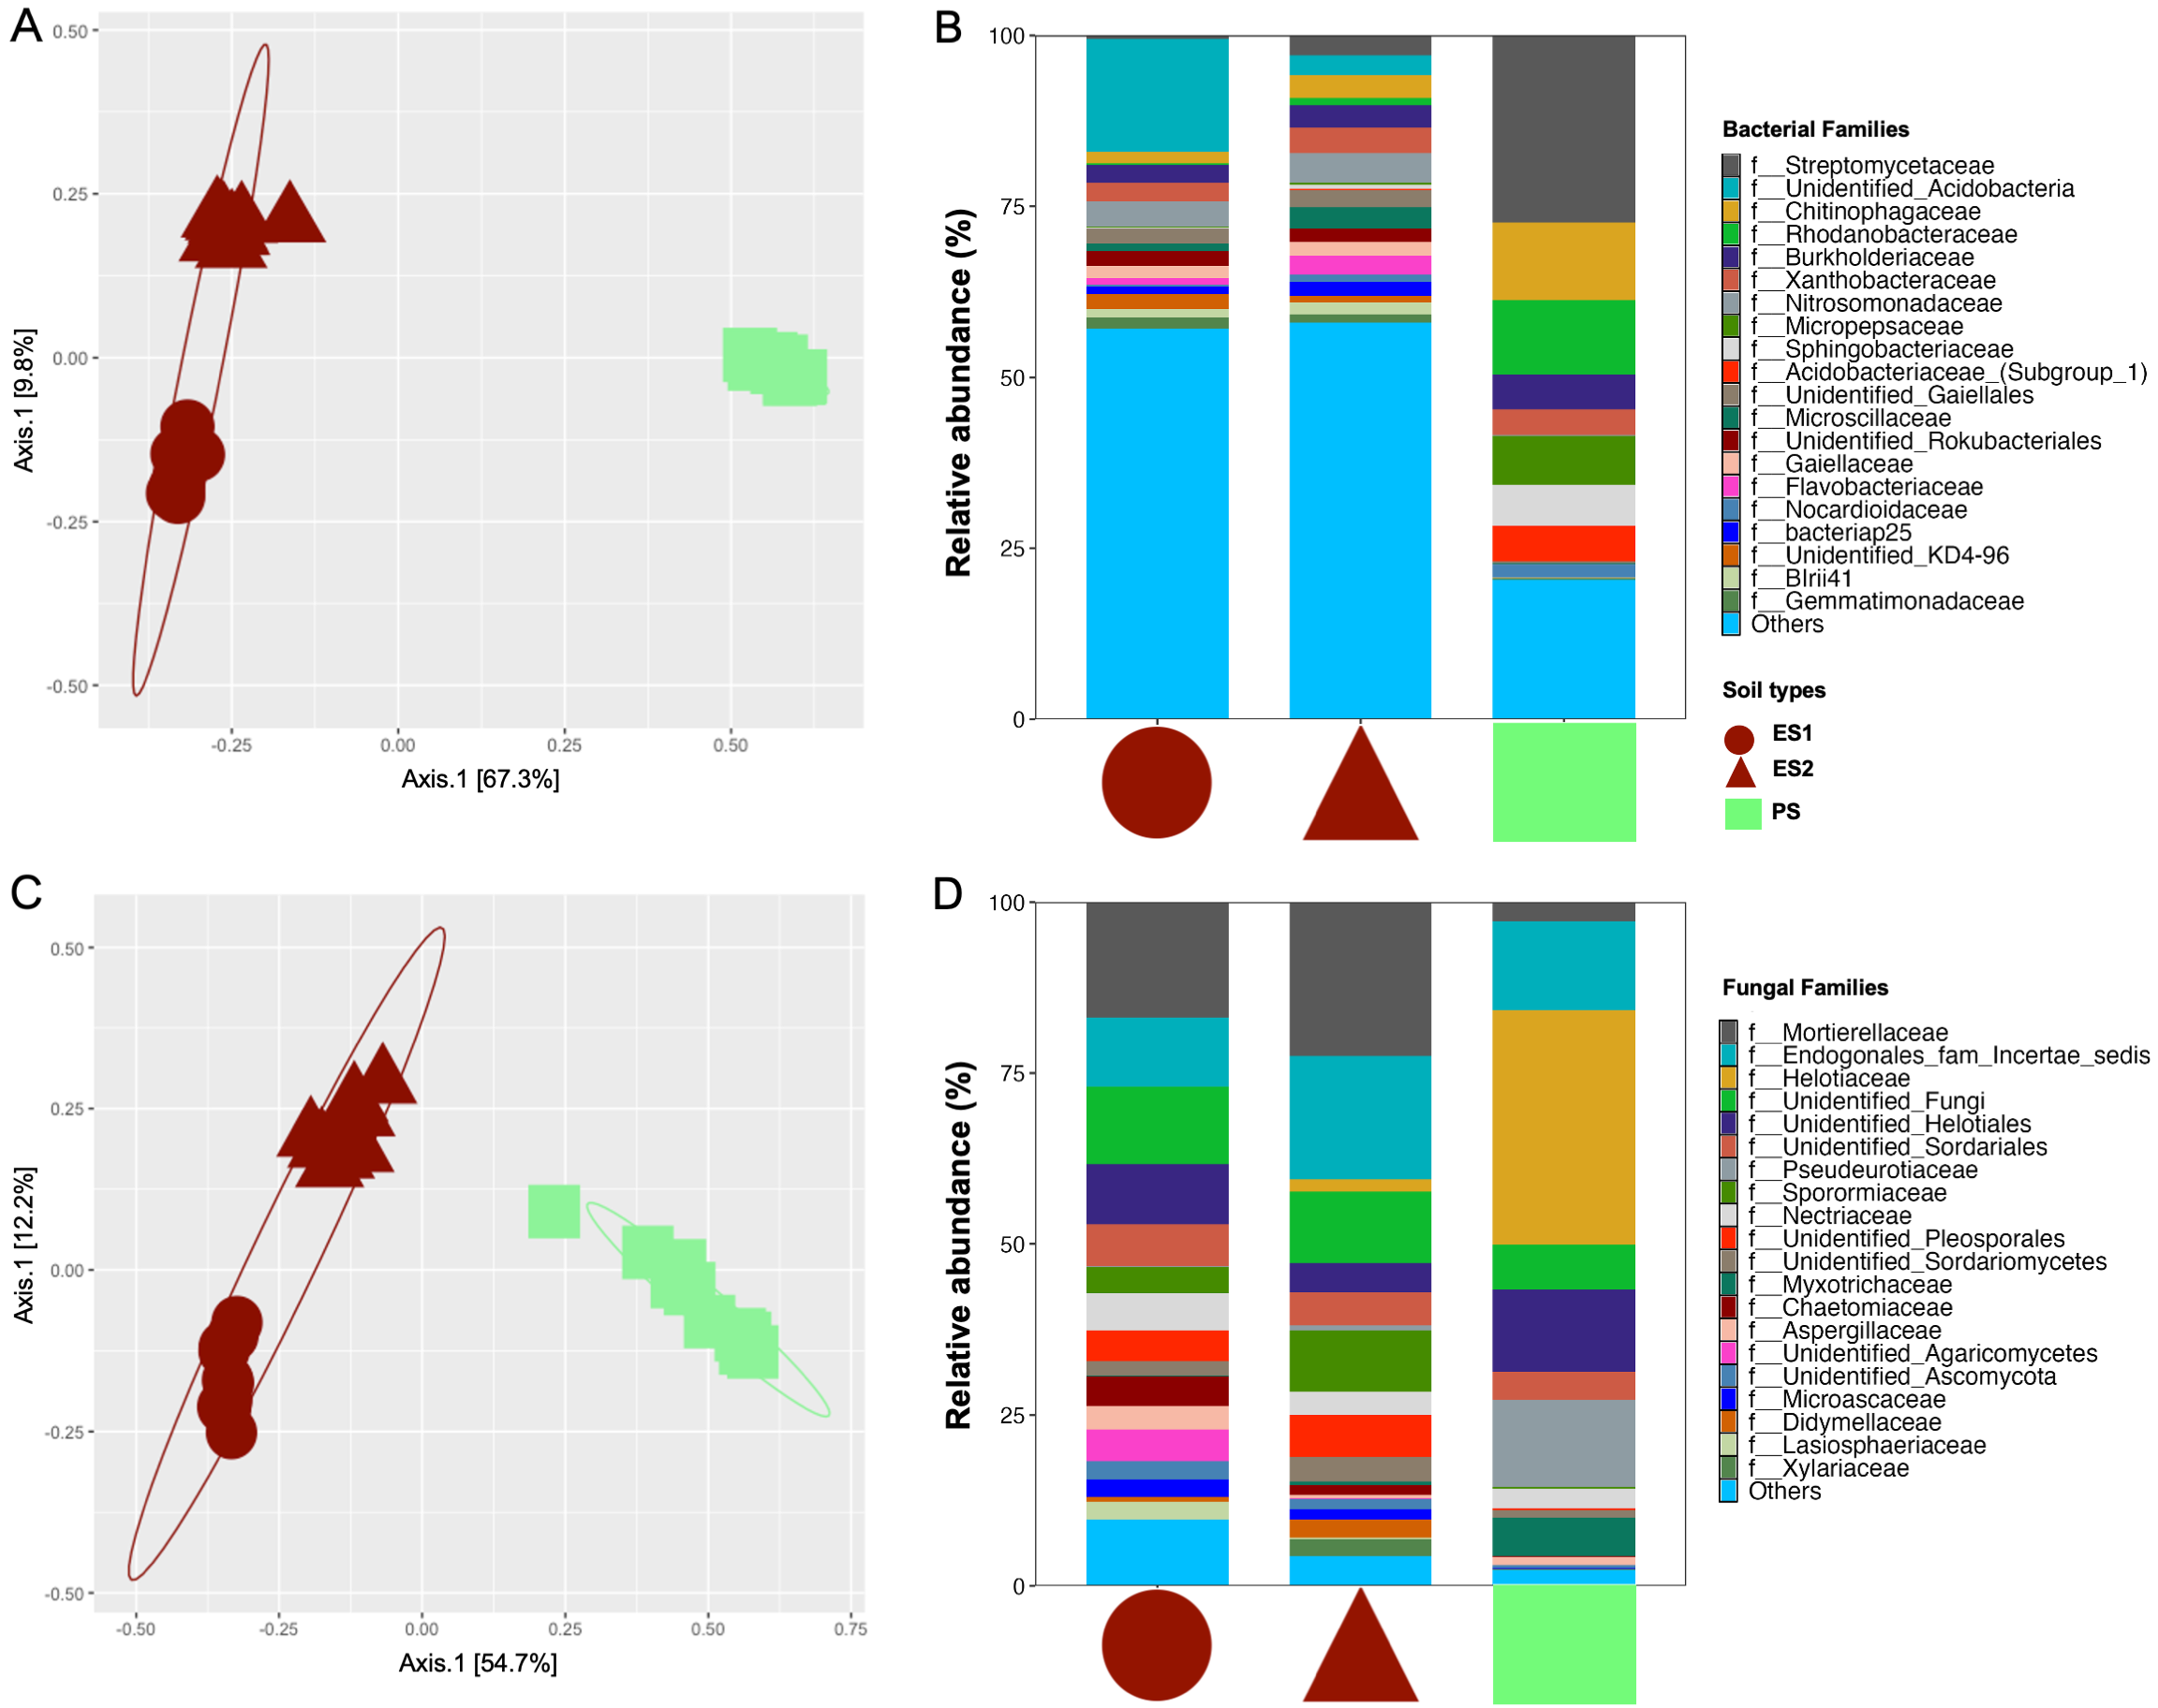 A
0.50
0.25
0.00
-0.25
-0.50
Axis.1 [9.8%]
-0.25
0.00
0.25
0.50
Axis.1 [67.3%]
B
100
75
50
25
0
Relative abundance (%)
Bacterial Families
f__Streptomycetaceae
f__Unidentified_Acidobacteria
f__Chitinophagaceae
f__Rhodanobacteraceae
f__Burkholderiaceae
f__Xanthobacteraceae
f__Nitrosomonadaceae
f__Micropepsaceae
f__Sphingobacteriaceae
f__Acidobacteriaceae_(Subgroup_1)
f__Unidentified_Gaiellales
f__Microscillaceae
f__Unidentified_Rokubacteriales
f__Gaiellaceae
f__Flavobacteriaceae
f__Nocardioidaceae
f__bacteriap25
f__Unidentified_KD4-96
f__BIrii41
f__Gemmatimonadaceae
Others
Soil types
ES1
ES2
PS
C
0.50
0.25
0.00
-0.25
-0.50
Axis.1 [12.2%]
-0.50
-0.25
0.00
0.25
0.50
0.75
Axis.1 [54.7%]
D
100
75
50
25
0
Relative abundance (%)
Fungal Families
f__Mortierellaceae
f__Endogonales_fam_Incertae_sedis
f__Helotiaceae
f__Unidentified_Fungi
f__Unidentified_Helotiales
f__Unidentified_Sordariales
f__Pseudeurotiaceae
f__Sporormiaceae
f__Nectriaceae
f__Unidentified_Pleosporales
f__Unidentified_Sordariomycetes
f__Myxotrichaceae
f__Chaetomiaceae
f__Aspergillaceae
f__Unidentified_Agaricomycetes
f__Unidentified_Ascomycota
f__Microascaceae
f__Didymellaceae
f__Lasiosphaeriaceae
f__Xylariaceae
Others